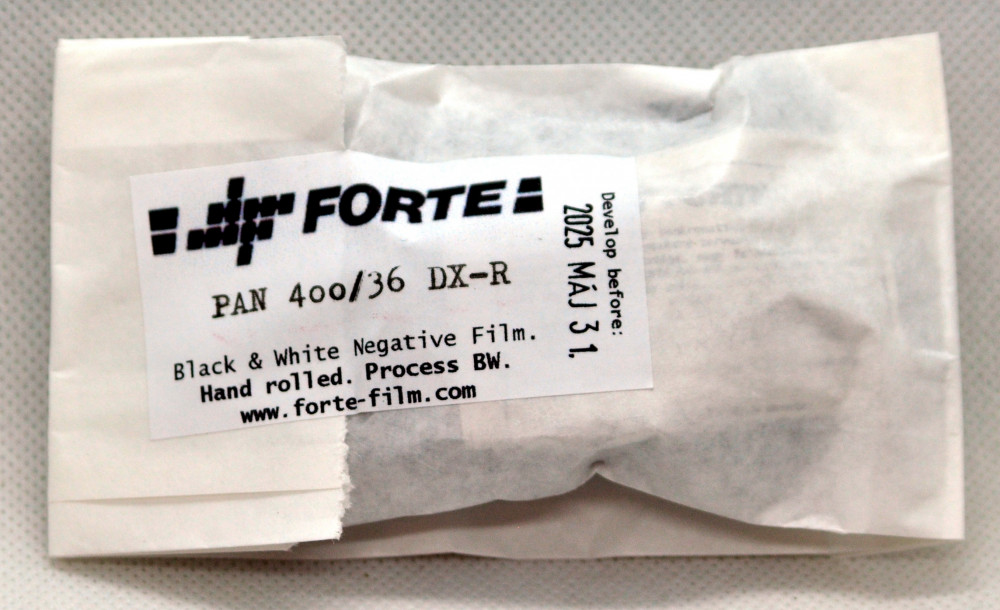 FORTE
PAN 400/36 DX-R
Black & White Negative Film.
Hand rolled. Process BW.
www.forte-film.com
Develop before:
2025 MÁJ 31.